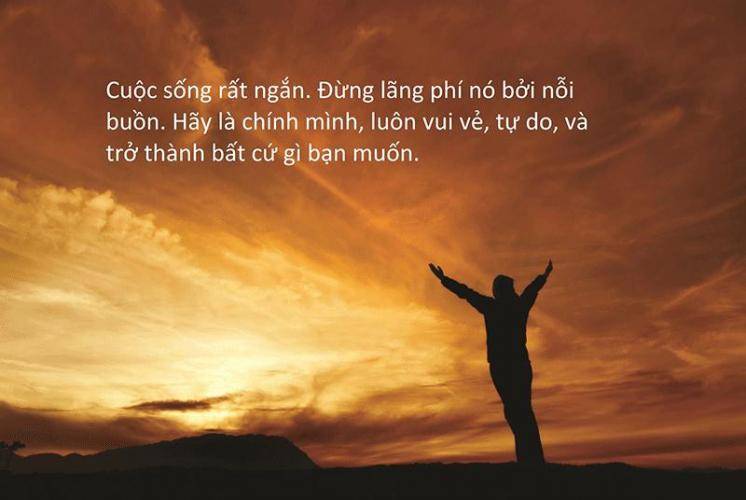 Cuộc sống rất ngắn. Đừng lãng phí nó bởi nỗi
buồn. Hãy là chính mình, luôn vui vẻ, tự do, và
trở thành bất cứ gì bạn muốn.